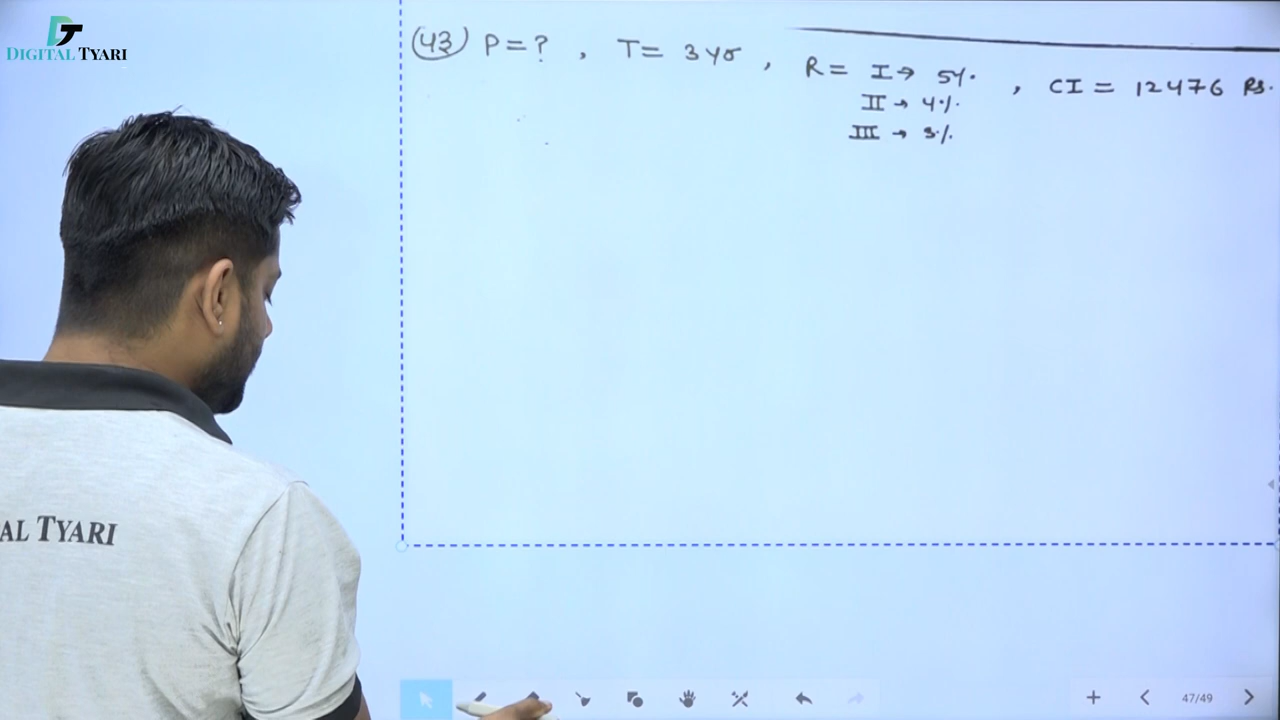 DIGITAL TYARI
(43) P = ? , T = 3 yr , R = I → 5%. , CI = 12476 Rs.
II → 4%.
III → 3%.
AL TYARI
47/49